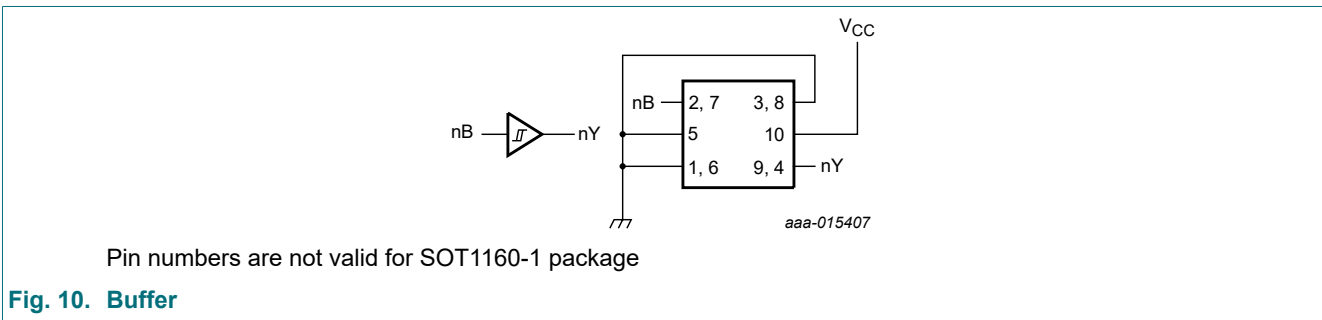 VCC
nB
2, 7
3, 8
nB
nY
5
10
1, 6
9, 4
nY
aaa-015407
Pin numbers are not valid for SOT1160-1 package
Fig. 10. Buffer